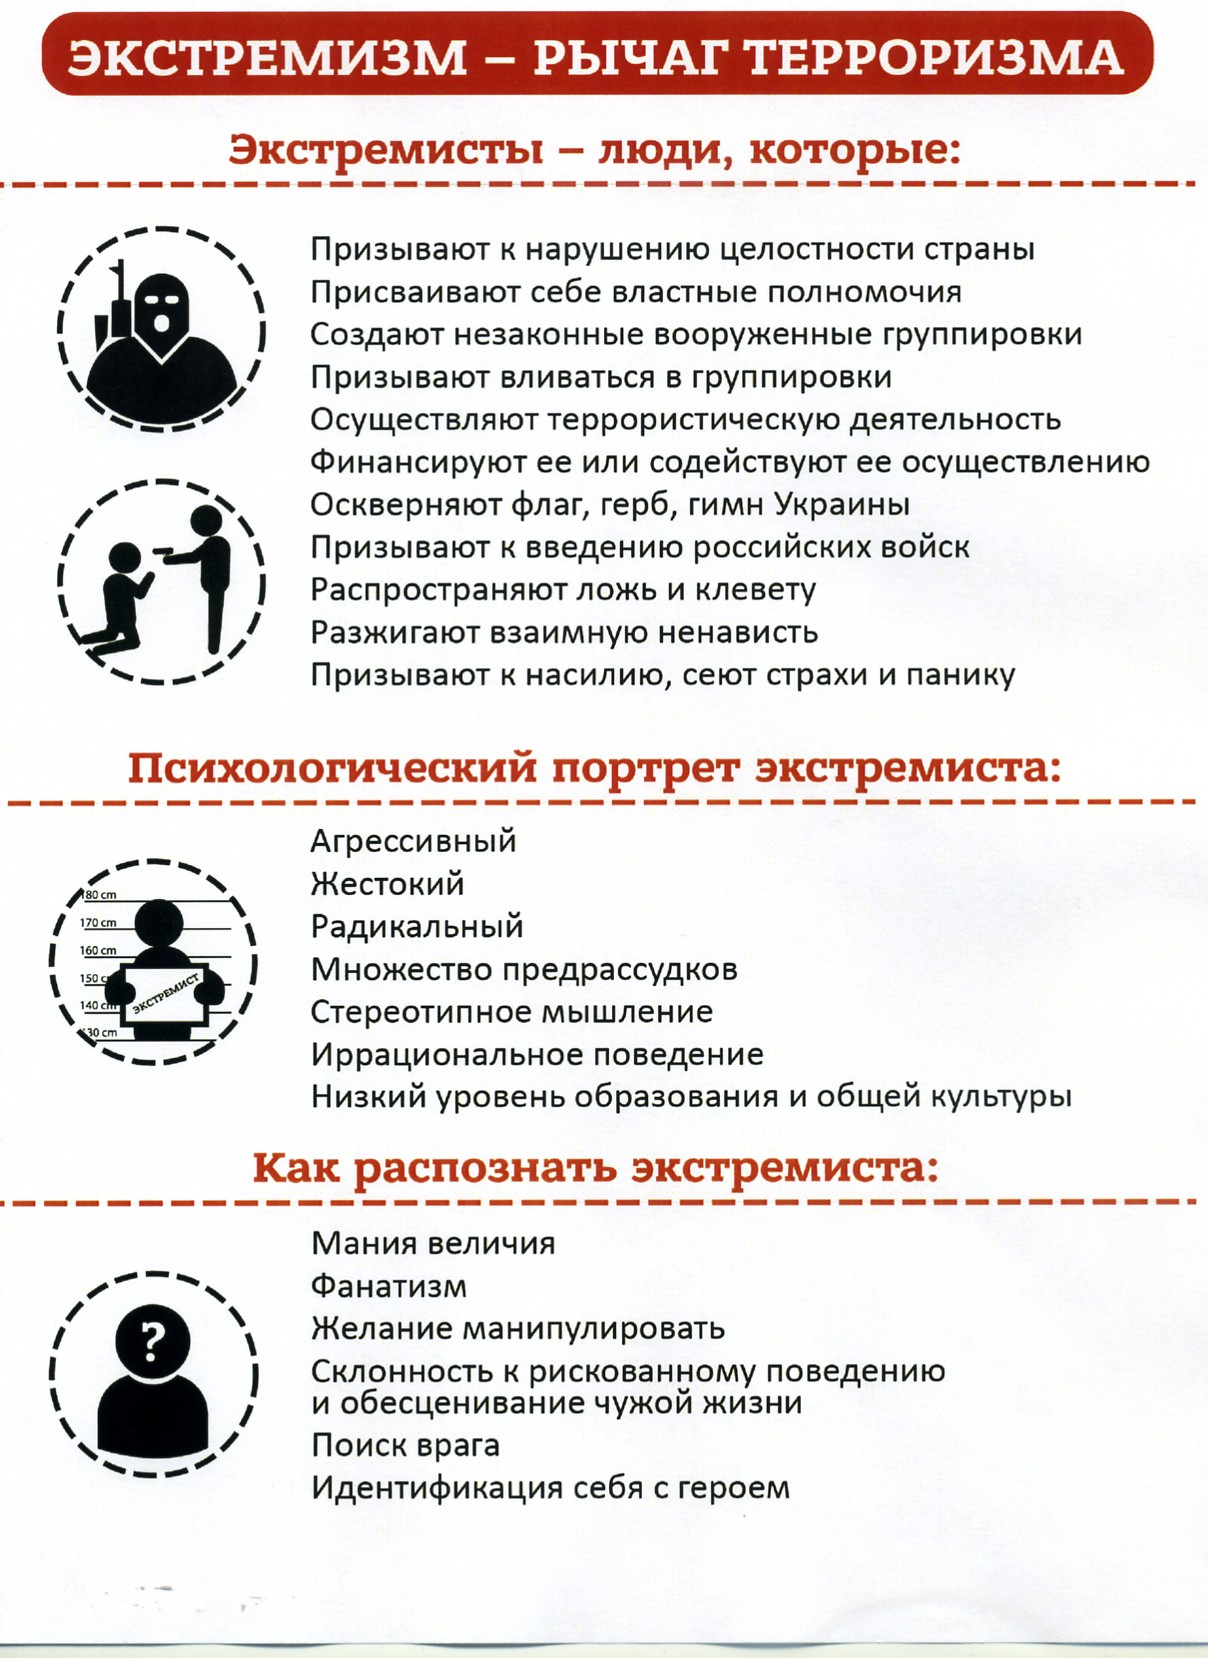 ЭКСТРЕМИЗМ – РЫЧАГ ТЕРРОРИЗМА
Экстремисты – люди, которые:
Призывают к нарушению целостности страны
Присваивают себе властные полномочия
Создают незаконные вооруженные группировки
Призывают вливаться в группировки
Осуществляют террористическую деятельность
Финансируют ее или содействуют ее осуществлению
Оскверняют флаг, герб, гимн Украины
Призывают к введению российских войск
Распространяют ложь и клевету
Разжигают взаимную ненависть
Призывают к насилию, сеют страхи и панику
Психологический портрет экстремиста:
180 cm
170 cm
160 cm
150 c
140 cm
130 cm
ЭКСТРЕМИСТ
Агрессивный
Жестокий
Радикальный
Множество предрассудков
Стереотипное мышление
Иррациональное поведение
Низкий уровень образования и общей культуры
Как распознать экстремиста:
?
Мания величия
Фанатизм
Желание манипулировать
Склонность к рискованному поведению
и обесценивание чужой жизни
Поиск врага
Идентификация себя с героем